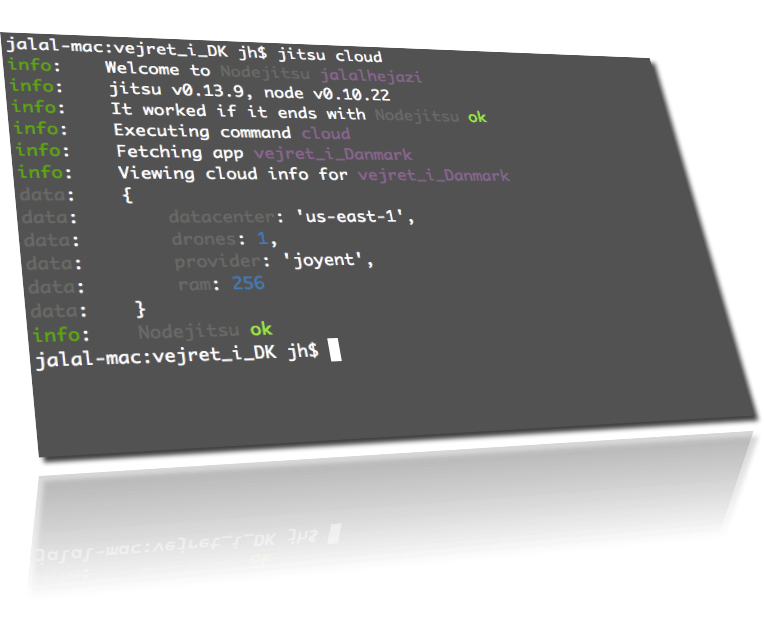 jalal-mac:vejret_i_DK jh$ jitsu cloud
info:    Welcome to Nodejitsu jalalhejazi
info:    jitsu v0.13.9, node v0.10.22
info:    It worked if it ends with Nodejitsu ok
info:    Executing command cloud
info:    Fetching app vejret_i_Danmark
info:    Viewing cloud info for vejret_i_Danmark
data:    {
data:        datacenter: 'us-east-1',
data:        drones: 1,
data:        provider: 'joyent',
data:        ram: 256
data:    }
info:    Nodejitsu ok
jalal-mac:vejret_i_DK jh$